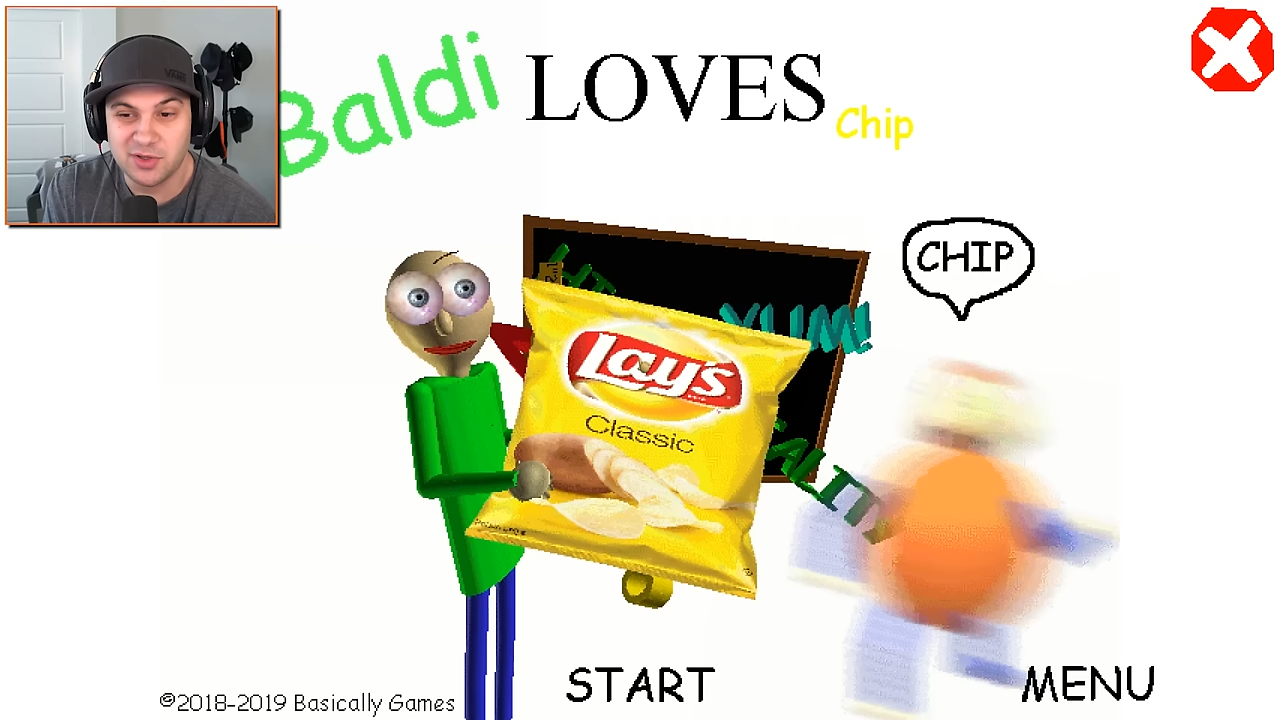 Baldi LOVES Chip
CHIP
YUM!
Lay's
Classic
START
MENU
©2018-2019 Basically Games